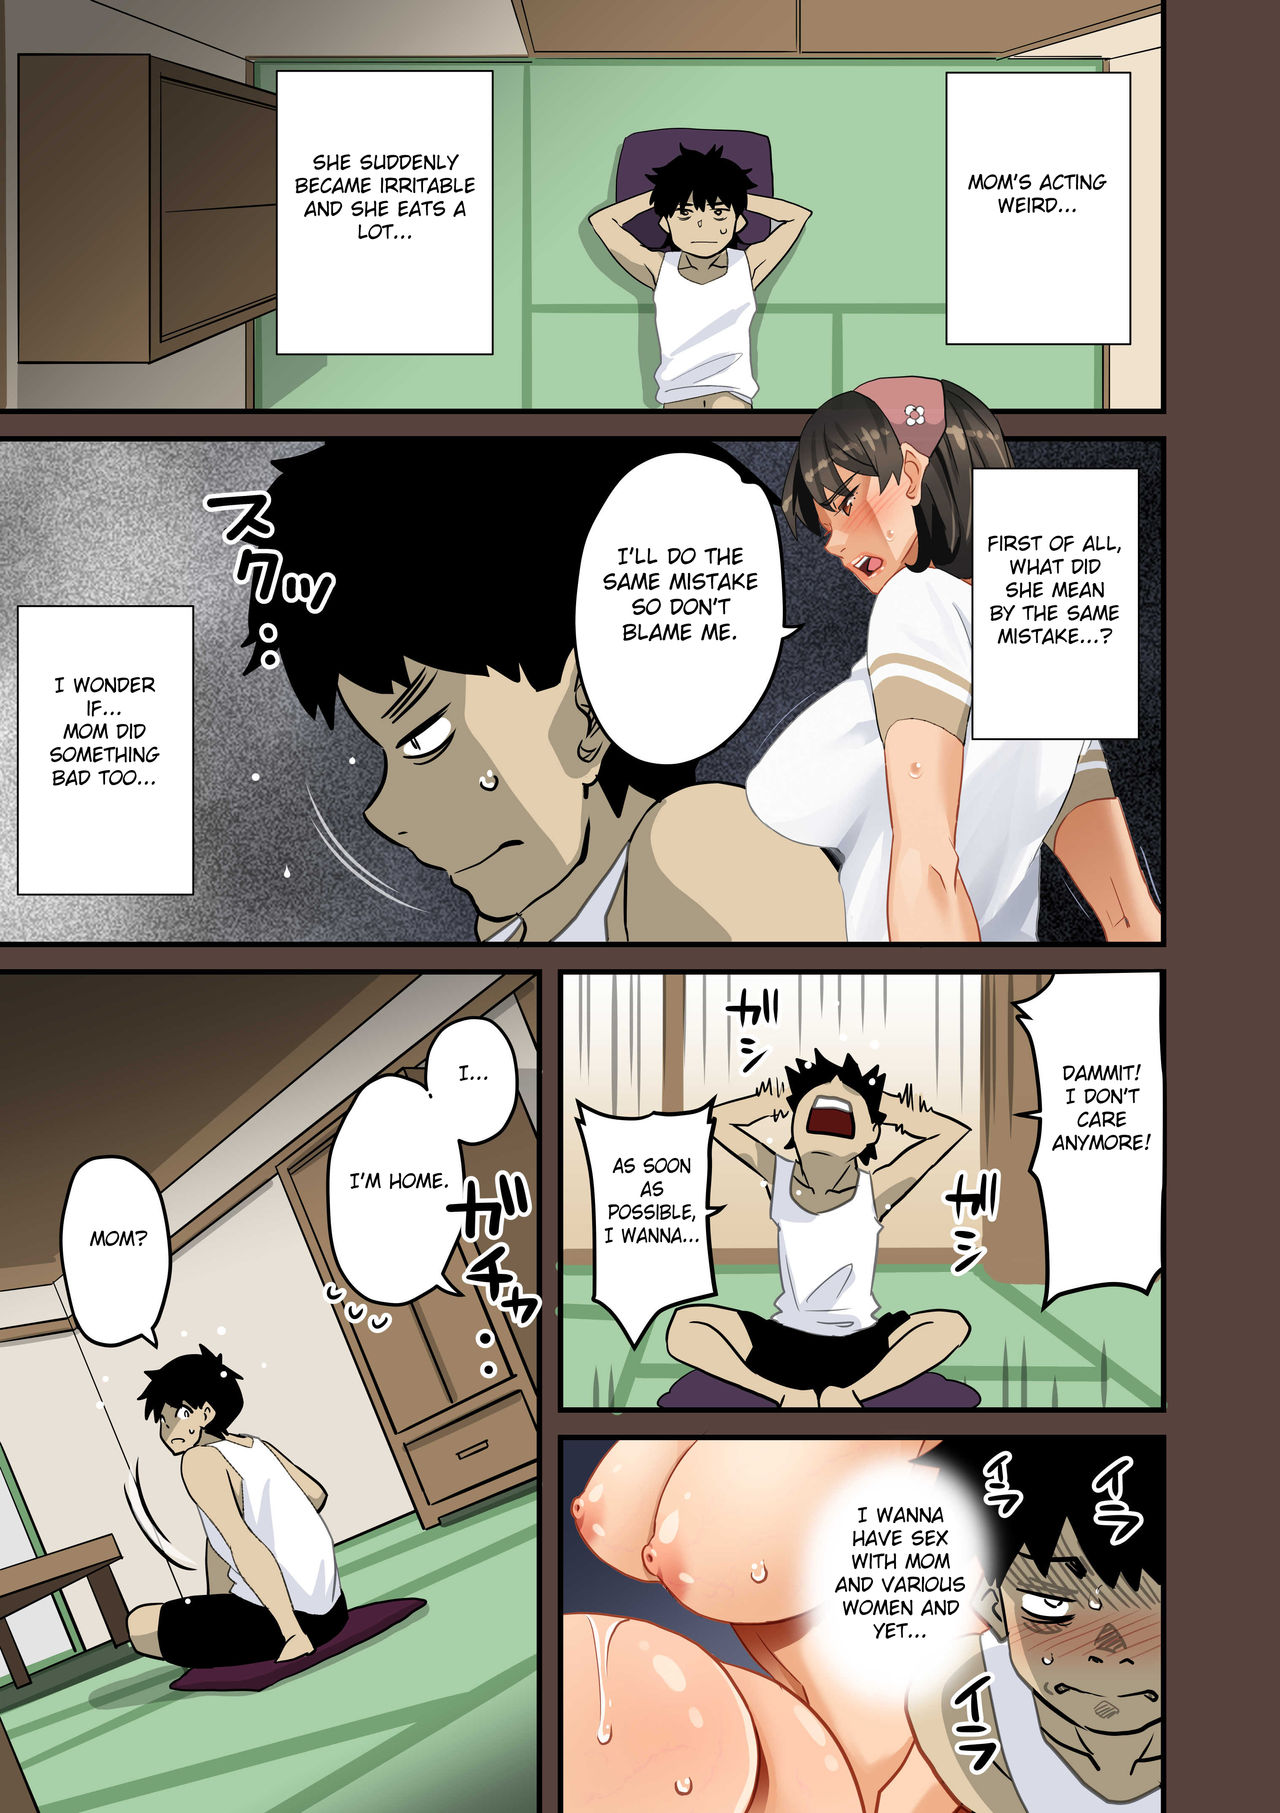 MOM'S ACTING
WEIRD...
SHE SUDDENLY
BECAME IRRITABLE
AND SHE EATS A
LOT...
FIRST OF ALL,
WHAT DID
SHE MEAN
BY THE SAME
MISTAKE...?
I'LL DO THE
SAME MISTAKE
SO DON'T
BLAME ME.
スクッ:
I WONDER
IF...
MOM DID
SOMETHING
BAD TOO...
DAMMIT!
I DON'T
CARE
ANYMORE!
ガシ
ガシ
AS SOON
AS
POSSIBLE,
I WANNA...
I WANNA
HAVE SEX
WITH MOM
AND VARIOUS
WOMEN AND
YET...
イラ
イラ
イラ
I...
I'M HOME.
ガチャ:
MOM?